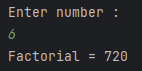 Enter number :
6
Factorial = 720